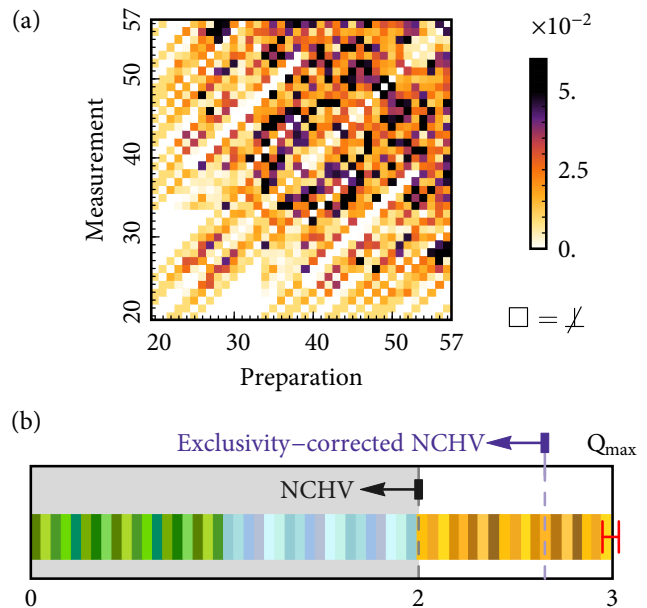 (a)
×10−2
57
50
40
30
20
Measurement
5.
2.5
0.
□ = ⊥̸
20 30 40 50 57
Preparation
(b)
Exclusivity−corrected NCHV Qmax
NCHV
0 2 3